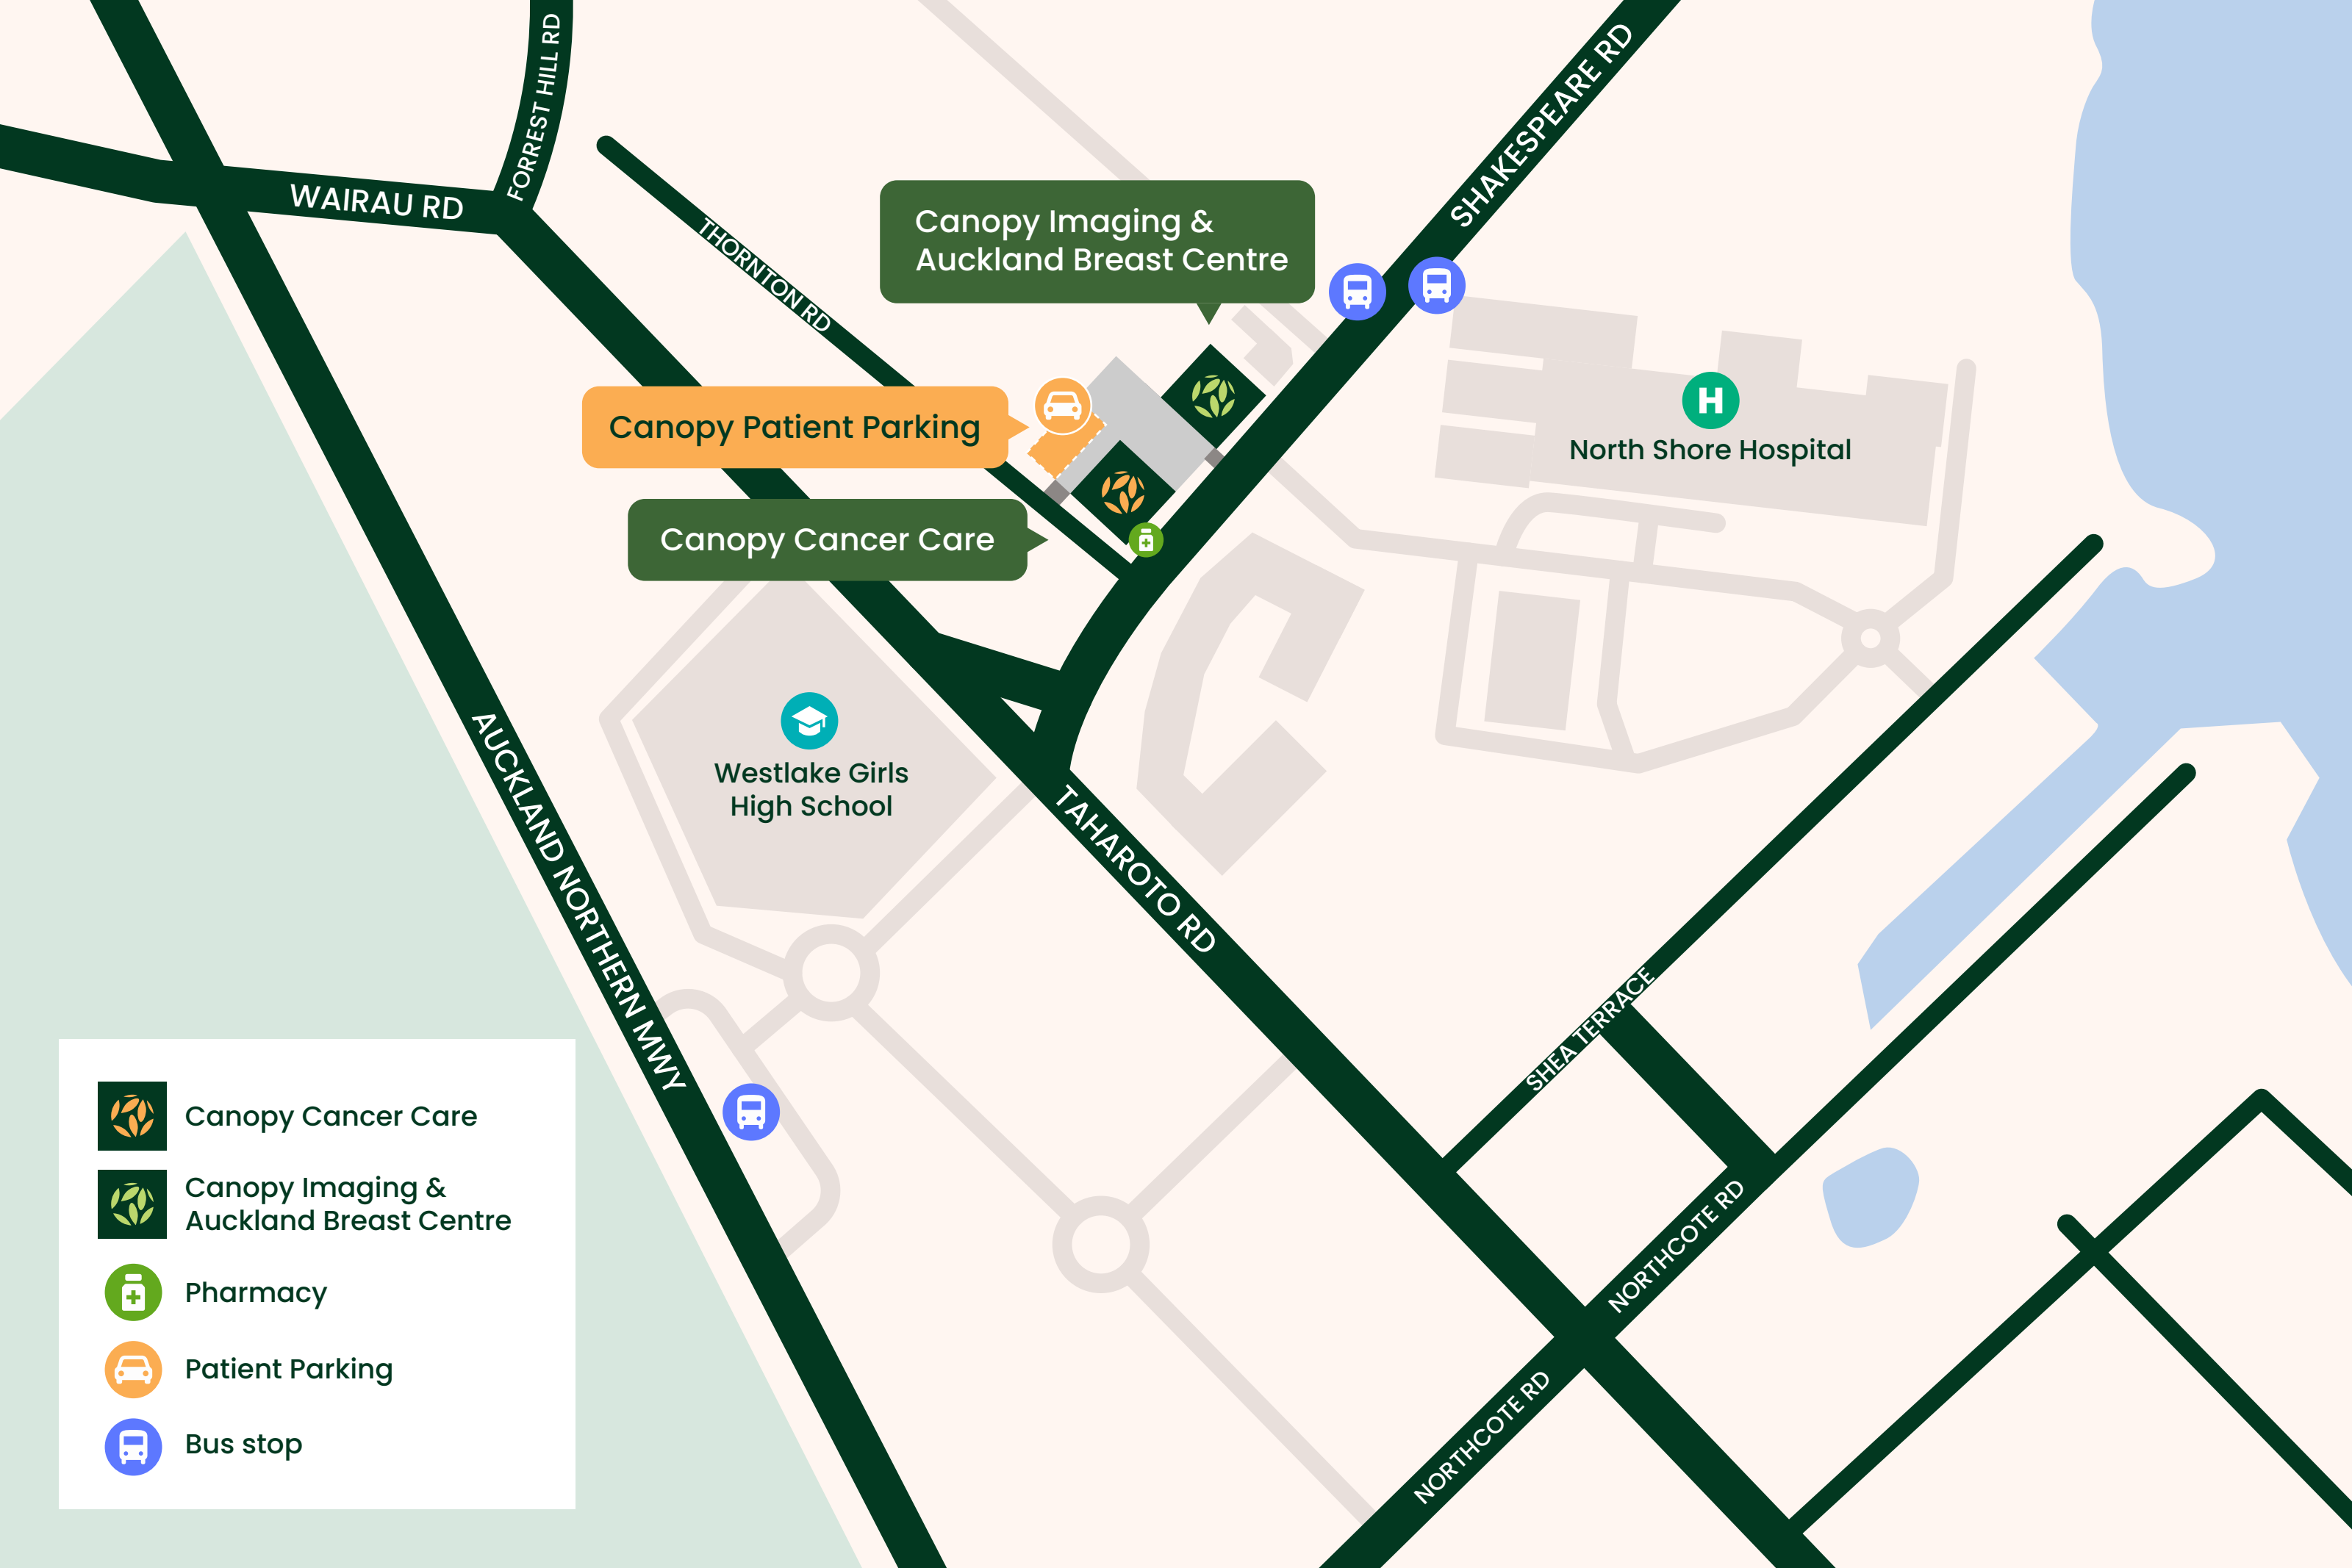 FORREST HILL RD
SHAKESPEARE RD
WAIRAU RD
THORNTON RD
Canopy Imaging &
Auckland Breast Centre
Canopy Patient Parking
H
North Shore Hospital
Canopy Cancer Care
Westlake Girls
High School
AUCKLAND NORTHERN MWY
TAHAROTO RD
SHEA TERRACE
NORTHCOTE RD
NORTHCOTE RD
Canopy Cancer Care
Canopy Imaging &
Auckland Breast Centre
Pharmacy
Patient Parking
Bus stop